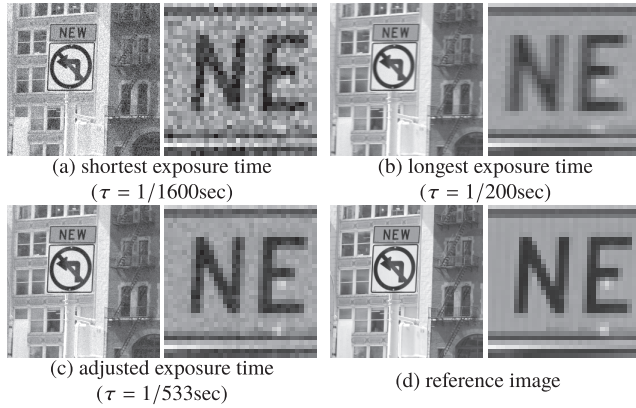 NEW
NE
NEW
NE
(a) shortest exposure time
(τ = 1/1600sec)
(b) longest exposure time
(τ = 1/200sec)
NEW
NE
NEW
NE
(c) adjusted exposure time
(τ = 1/533sec)
(d) reference image